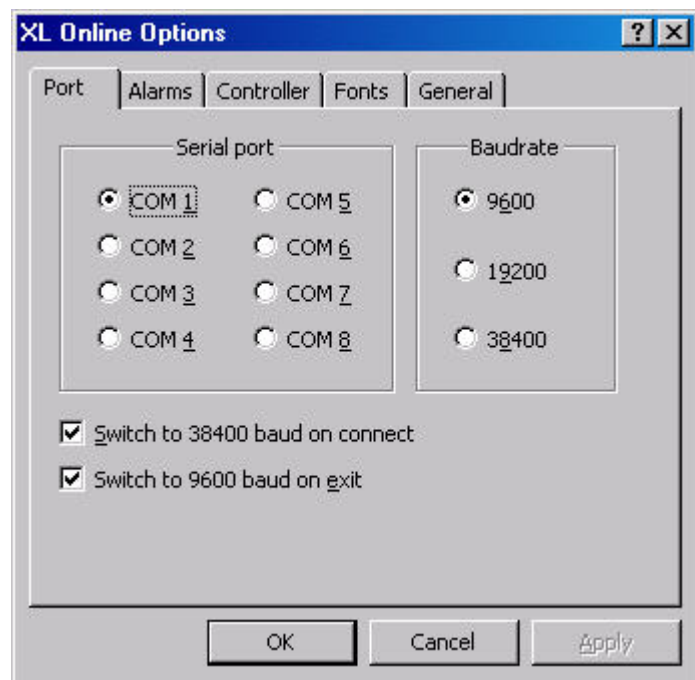 XL Online Options
Port Alarms Controller Fonts General
Serial port
COM 1
COM 2
COM 3
COM 4
COM 5
COM 6
COM 7
COM 8
Baudrate
9600
19200
38400
Switch to 38400 baud on connect
Switch to 9600 baud on exit
OK Cancel Apply